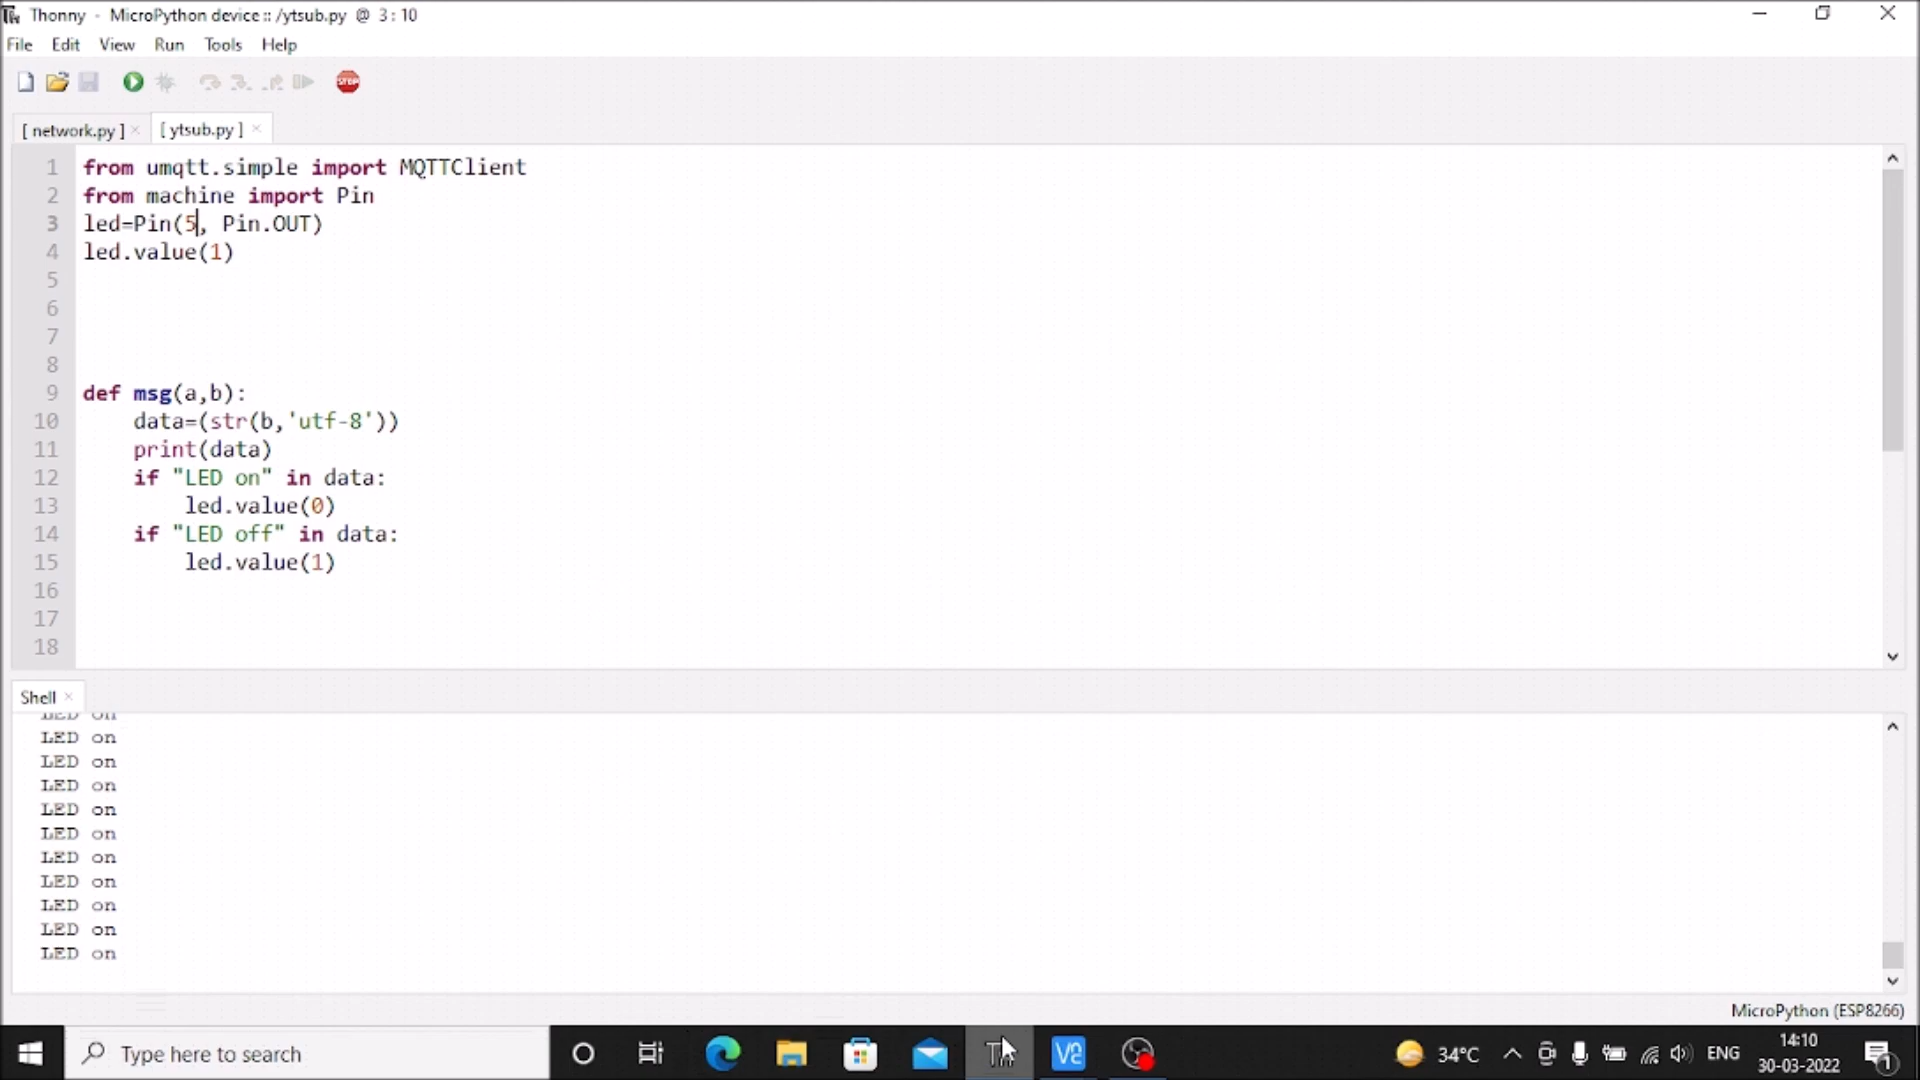 Thonny - MicroPython device :: /ytsub.py @ 3 : 10
File Edit View Run Tools Help
STOP
[ network.py ] ×
[ ytsub.py ] ×
1 from umqtt.simple import MQTTClient
2 from machine import Pin
3 led=Pin(5, Pin.OUT)
4 led.value(1)
5
6
7
8
9 def msg(a,b):
10 data=(str(b,'utf-8'))
11 print(data)
12 if "LED on" in data:
13 led.value(0)
14 if "LED off" in data:
15 led.value(1)
16
17
18
Shell ×
LED on
LED on
LED on
LED on
LED on
LED on
LED on
LED on
LED on
LED on
LED on
MicroPython (ESP8266)
Type here to search
34°C
ENG
14:10
30-03-2022
1